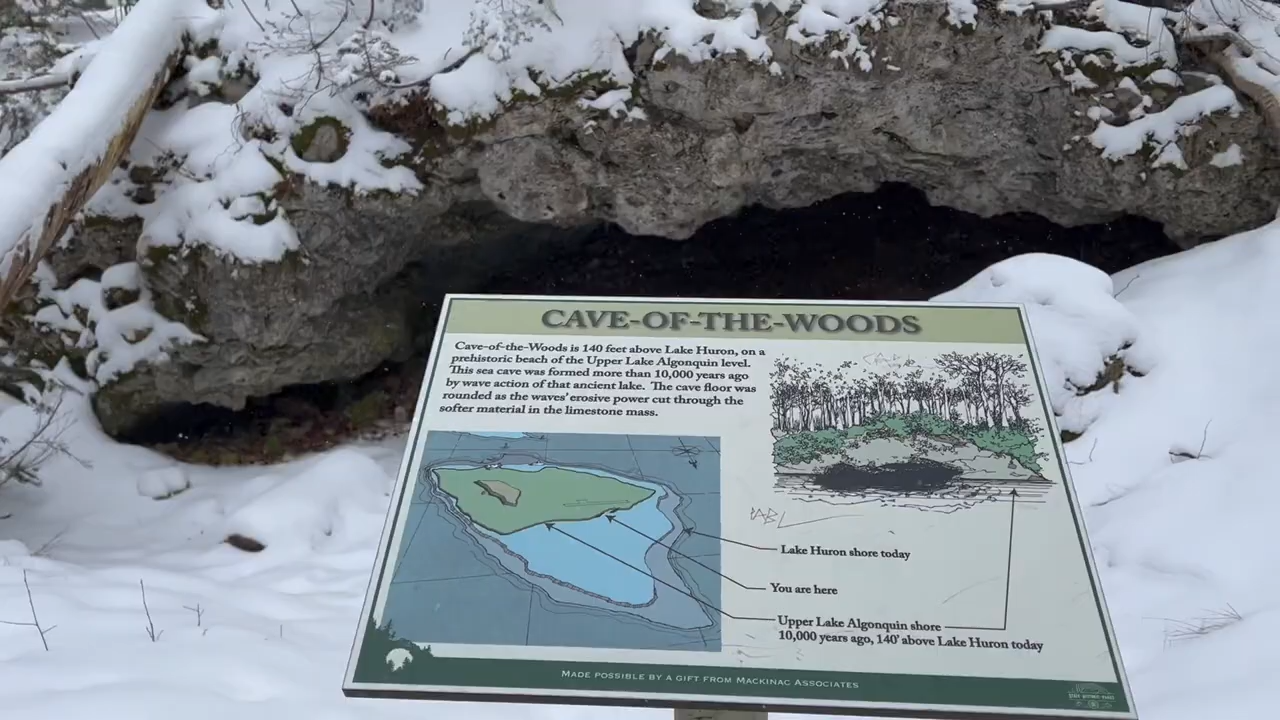 CAVE-OF-THE-WOODS
Cave-of-the-Woods is 140 feet above Lake Huron, on a
prehistoric beach of the Upper Lake Algonquin level.
This sea cave was formed more than 10,000 years ago
by wave action of that ancient lake. The cave floor was
rounded as the waves' erosive power cut through the
softer material in the limestone mass.
Lake Huron shore today
You are here
Upper Lake Algonquin shore
10,000 years ago, 140' above Lake Huron today
MADE POSSIBLE BY A GIFT FROM MACKINAC ASSOCIATES